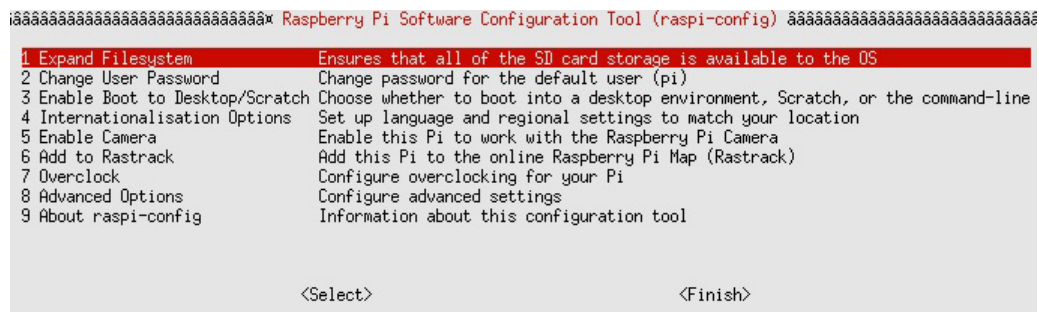 äââââââââââââââââââââââââââ¤ Raspberry Pi Software Configuration Tool (raspi-config) ââââââââââââââââââââââââââââ
1 Expand Filesystem Ensures that all of the SD card storage is available to the OS
2 Change User Password Change password for the default user (pi)
3 Enable Boot to Desktop/Scratch Choose whether to boot into a desktop environment, Scratch, or the command-line
4 Internationalisation Options Set up language and regional settings to match your location
5 Enable Camera Enable this Pi to work with the Raspberry Pi Camera
6 Add to Rastrack Add this Pi to the online Raspberry Pi Map (Rastrack)
7 Overclock Configure overclocking for your Pi
8 Advanced Options Configure advanced settings
9 About raspi-config Information about this configuration tool
<Select> <Finish>